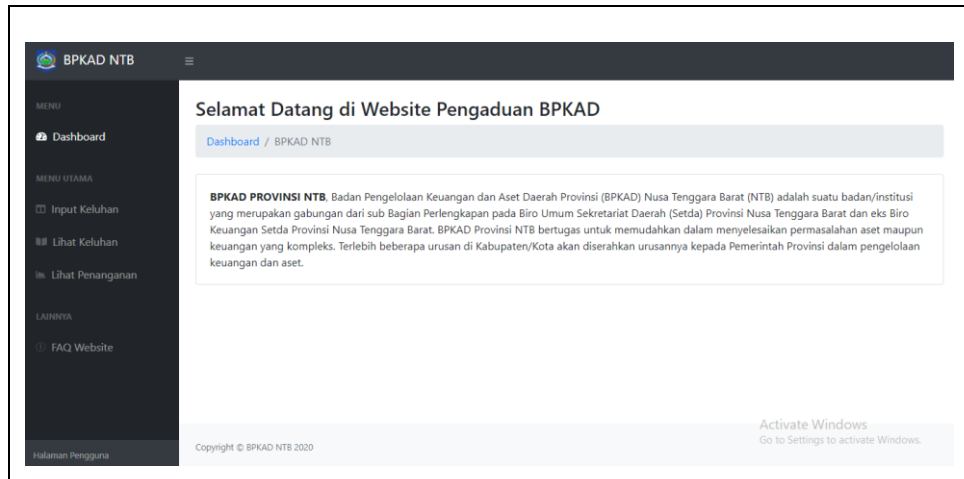 BPKAD NTB
MENU
Dashboard
MENU UTAMA
Input Keluhan
Lihat Keluhan
Lihat Penanganan
LAINNYA
FAQ Website
Halaman Pengguna
Selamat Datang di Website Pengaduan BPKAD
Dashboard / BPKAD NTB
BPKAD PROVINSI NTB, Badan Pengelolaan Keuangan dan Aset Daerah Provinsi (BPKAD) Nusa Tenggara Barat (NTB) adalah suatu badan/institusi
yang merupakan gabungan dari sub Bagian Perlengkapan pada Biro Umum Sekretariat Daerah (Setda) Provinsi Nusa Tenggara Barat dan eks Biro
Keuangan Setda Provinsi Nusa Tenggara Barat. BPKAD Provinsi NTB bertugas untuk memudahkan dalam menyelesaikan permasalahan aset maupun
keuangan yang kompleks. Terlebih beberapa urusan di Kabupaten/Kota akan diserahkan urusannya kepada Pemerintah Provinsi dalam pengelolaan
keuangan dan aset.
Copyright © BPKAD NTB 2020
Activate Windows
Go to Settings to activate Windows.